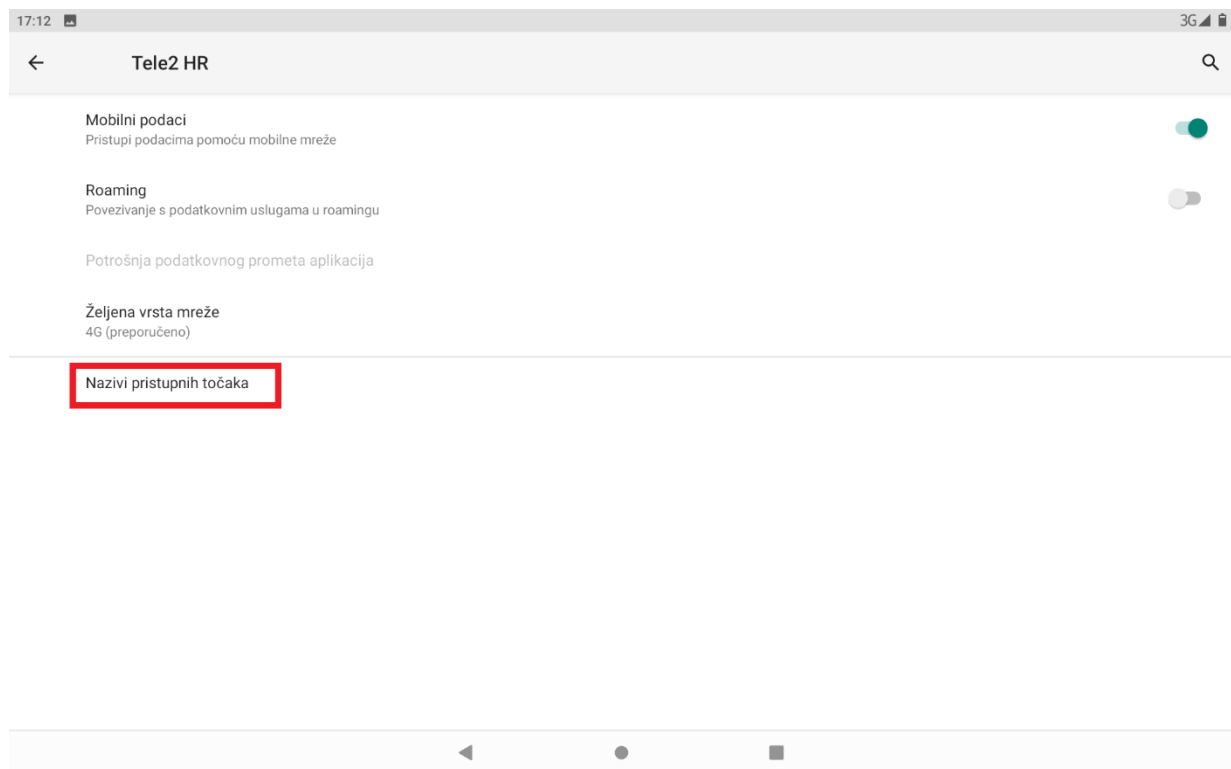 17:12
3G
Tele2 HR
Mobilni podaci
Pristupi podacima pomoću mobilne mreže
Roaming
Povezivanje s podatkovnim uslugama u roamingu
Potrošnja podatkovnog prometa aplikacija
Željena vrsta mreže
4G (preporučeno)
Nazivi pristupnih točaka